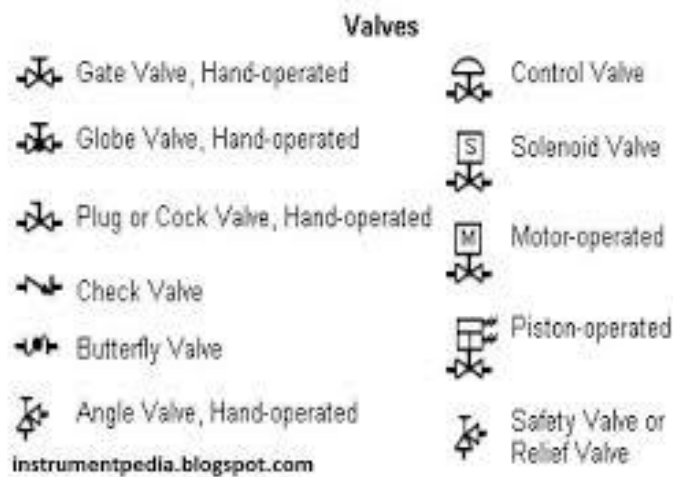 Valves
Gate Valve, Hand-operated
Globe Valve, Hand-operated
Plug or Cock Valve, Hand-operated
Check Valve
Butterfly Valve
Angle Valve, Hand-operated
instrumentpedia.blogspot.com
Control Valve
S
Solenoid Valve
M
Motor-operated
Piston-operated
Safety Valve or
Relief Valve